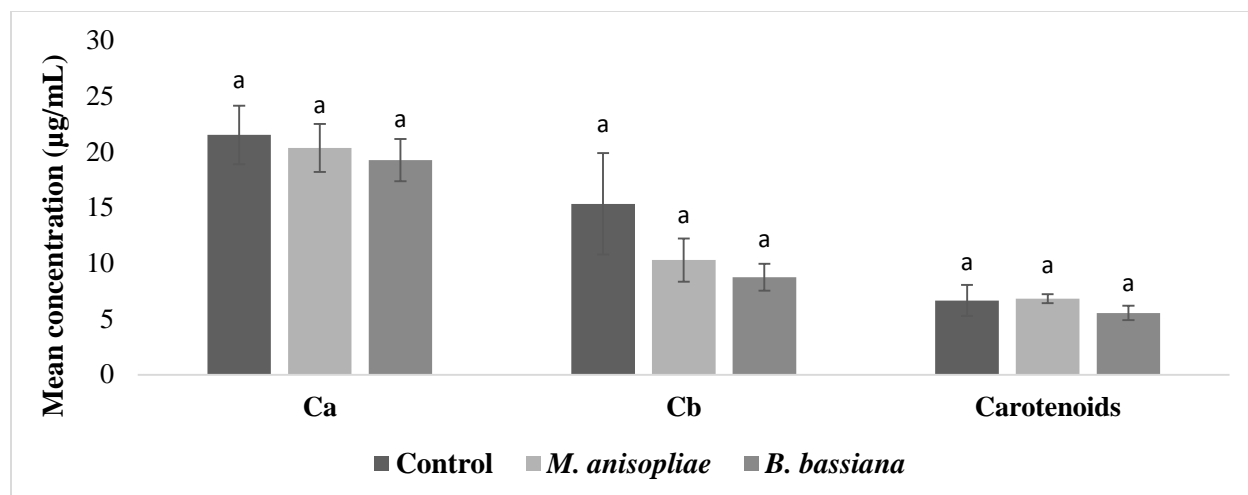 Mean concentration (µg/mL)
30
25
20
15
10
5
0
a
a
a
a
a
a
a
a
a
Ca
Cb
Carotenoids
Control
M. anisopliae
B. bassiana